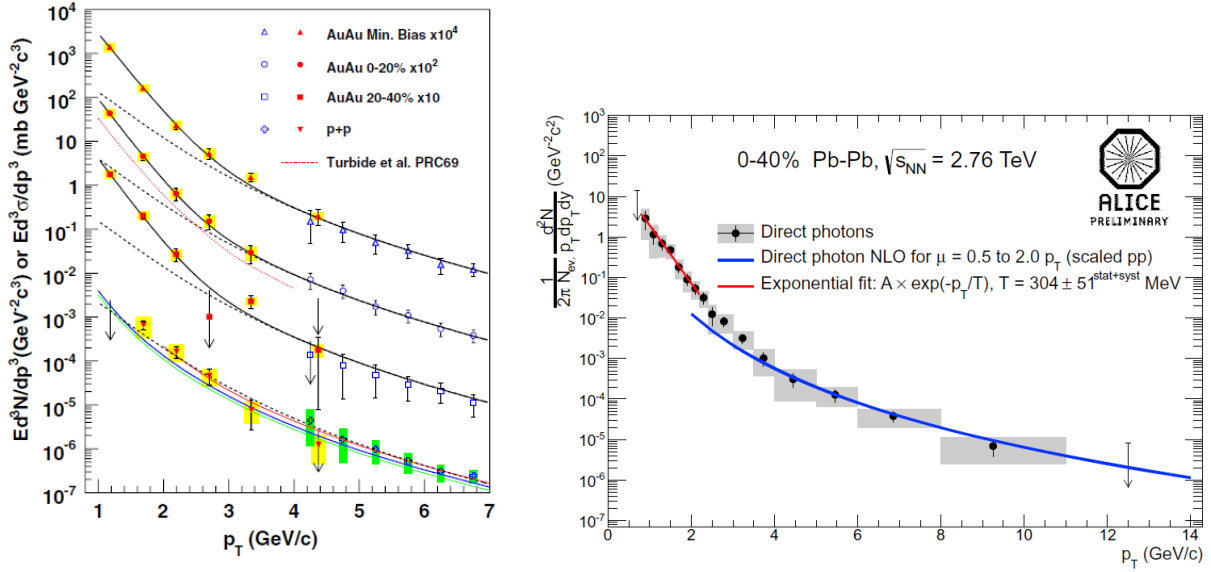 Ed³N/dp³(GeV⁻²c³) or Ed³σ/dp³ (mb GeV⁻²c³)
10⁴
10³
10²
10
1
10⁻¹
10⁻²
10⁻³
10⁻⁴
10⁻⁵
10⁻⁶
10⁻⁷
AuAu Min. Bias x10⁴
AuAu 0-20% x10²
AuAu 20-40% x10
p+p
Turbide et al. PRC69
1 2 3 4 5 6 7
p_T (GeV/c)
1/(2π N_ev.) d²N/(p_T dp_T dy) (GeV⁻²c²)
10³
10²
10
1
10⁻¹
10⁻²
10⁻³
10⁻⁴
10⁻⁵
10⁻⁶
10⁻⁷
0-40% Pb-Pb, √s_NN = 2.76 TeV
ALICE
PRELIMINARY
Direct photons
Direct photon NLO for μ = 0.5 to 2.0 p_T (scaled pp)
Exponential fit: A × exp(-p_T/T), T = 304 ± 51^stat+syst MeV
0 2 4 6 8 10 12 14
p_T (GeV/c)